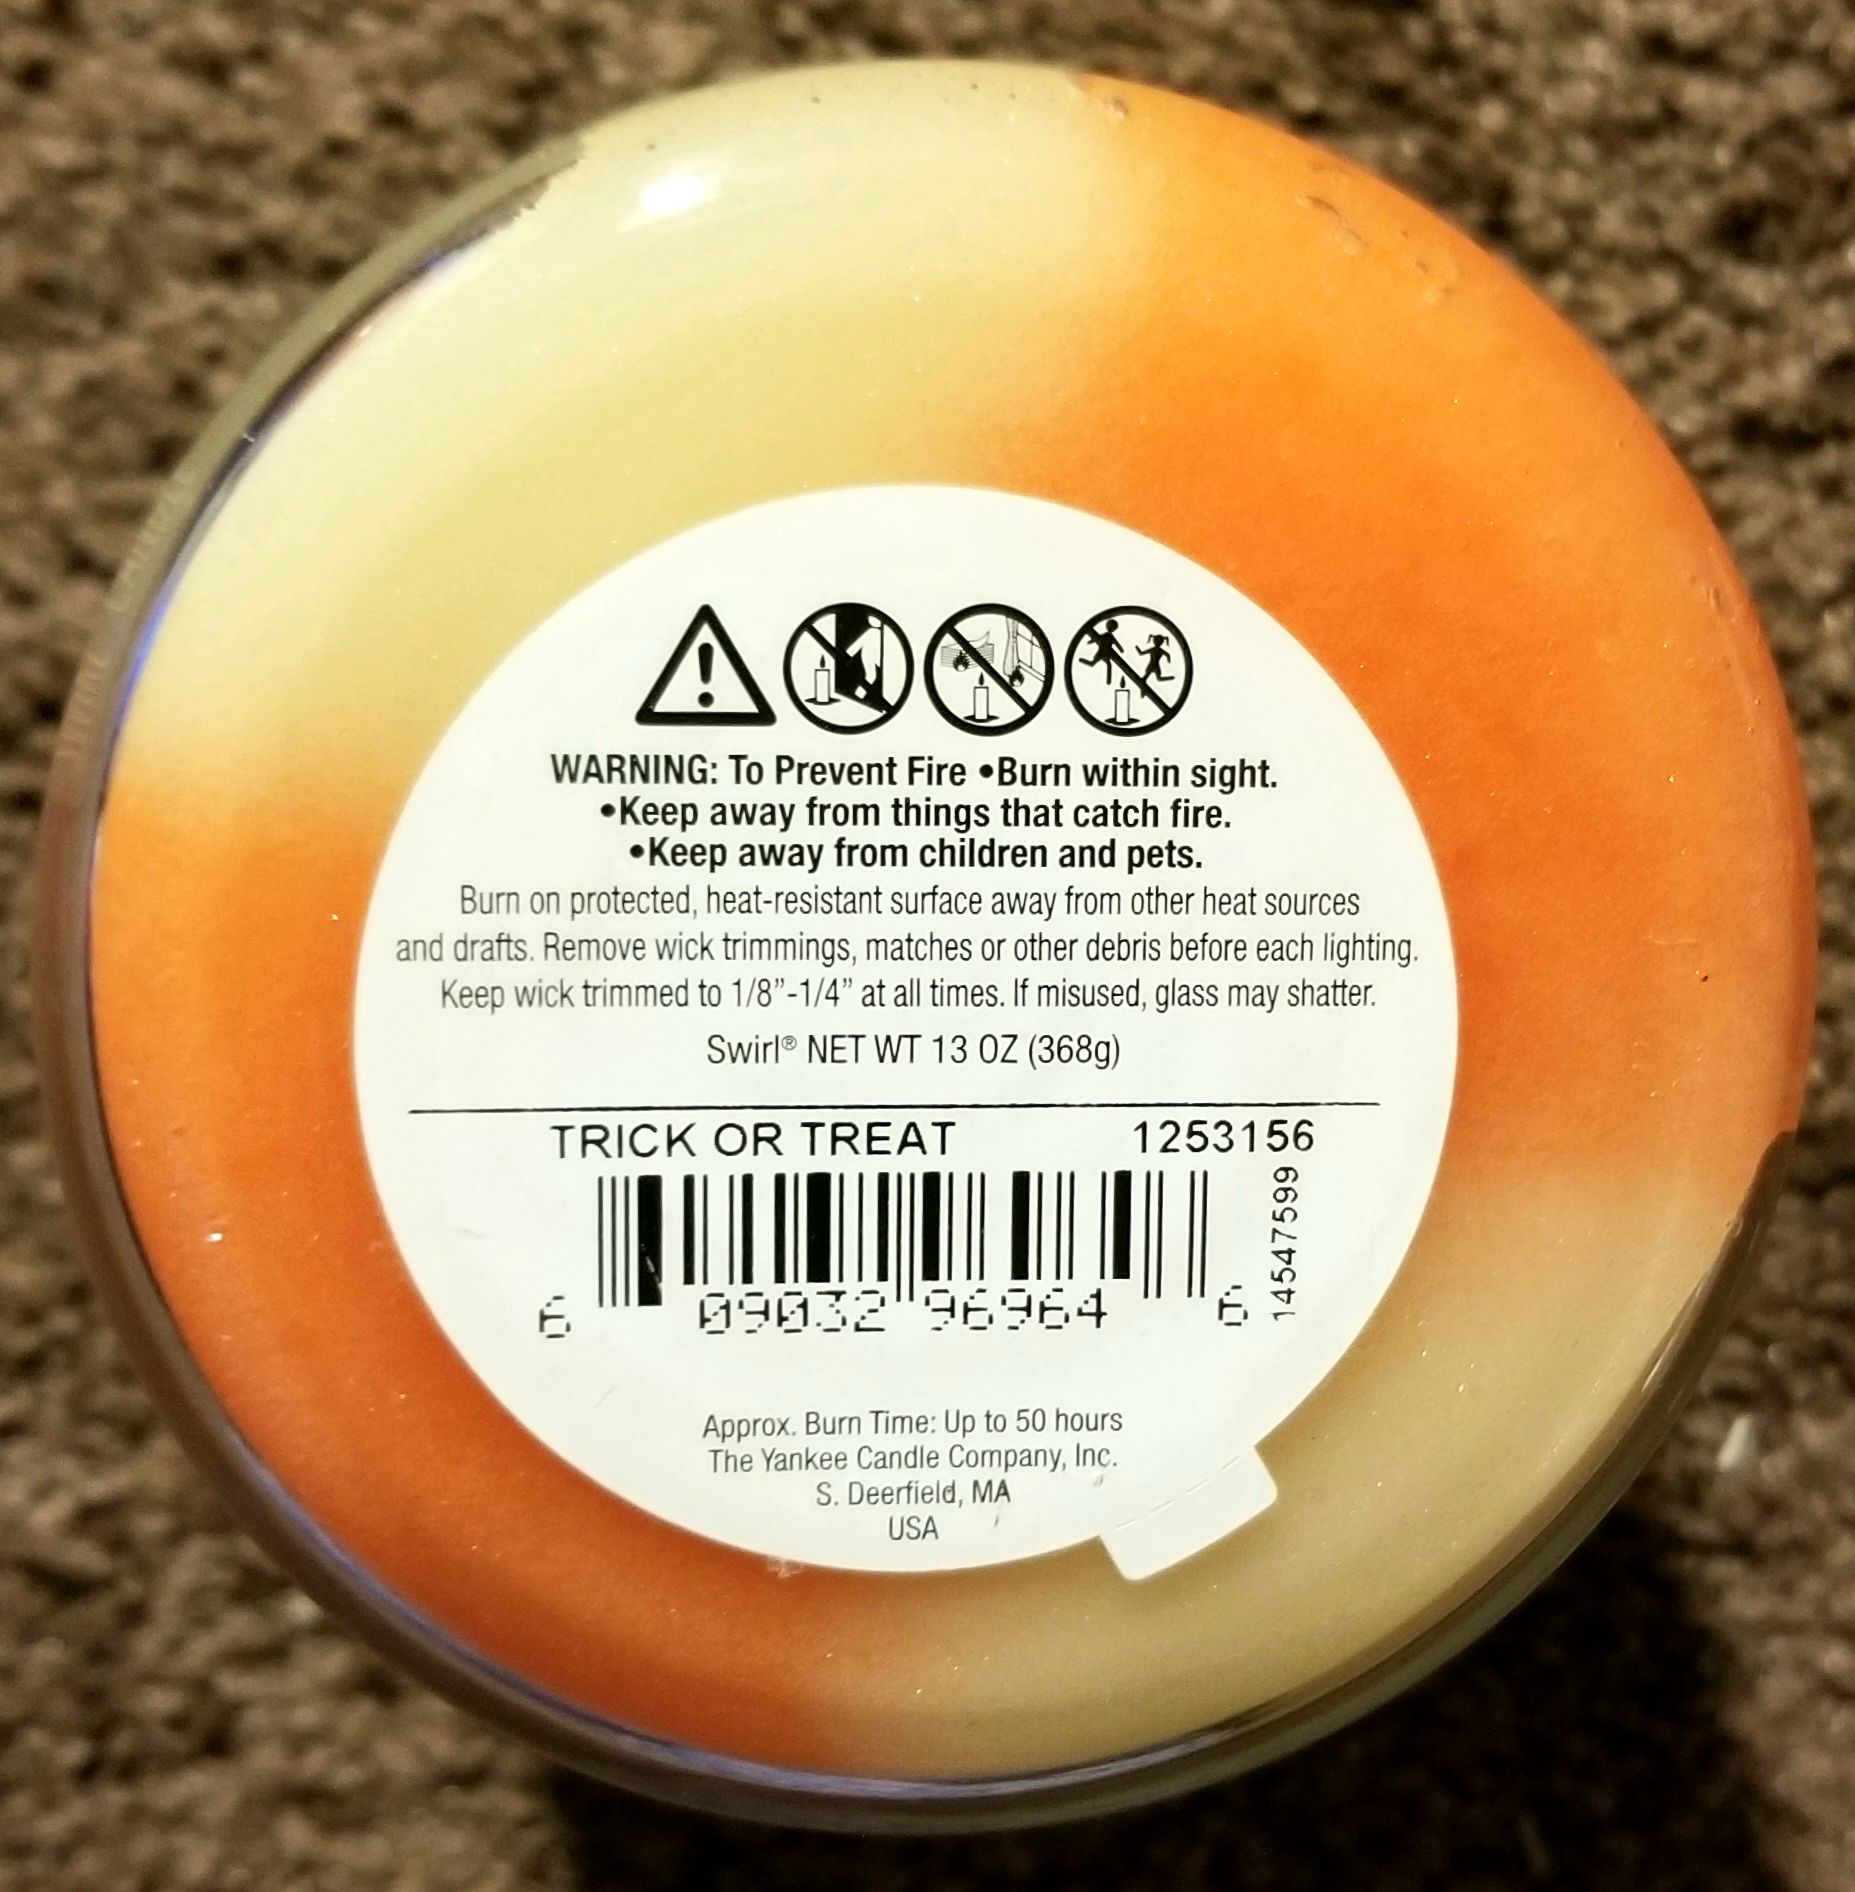 WARNING: To Prevent Fire •Burn within sight.
•Keep away from things that catch fire.
•Keep away from children and pets.
Burn on protected, heat-resistant surface away from other heat sources
and drafts. Remove wick trimmings, matches or other debris before each lighting.
Keep wick trimmed to 1/8”-1/4” at all times. If misused, glass may shatter.
Swirl® NET WT 13 OZ (368g)
TRICK OR TREAT 1253156
14547599
6 09032 96964 6
Approx. Burn Time: Up to 50 hours
The Yankee Candle Company, Inc.
S. Deerfield, MA
USA